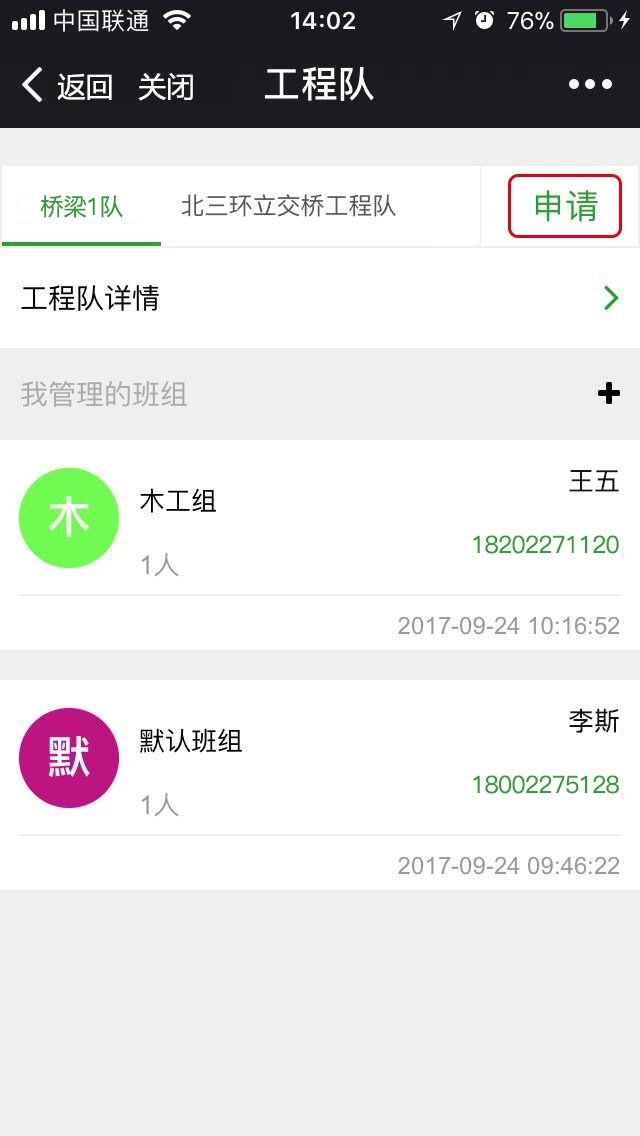 中国联通 14:02 76%
返回 关闭 工程队
桥梁1队 北三环立交桥工程队 申请
工程队详情
我管理的班组
木 木工组 王五
1人 18202271120
2017-09-24 10:16:52
默 默认班组 李斯
1人 18002275128
2017-09-24 09:46:22